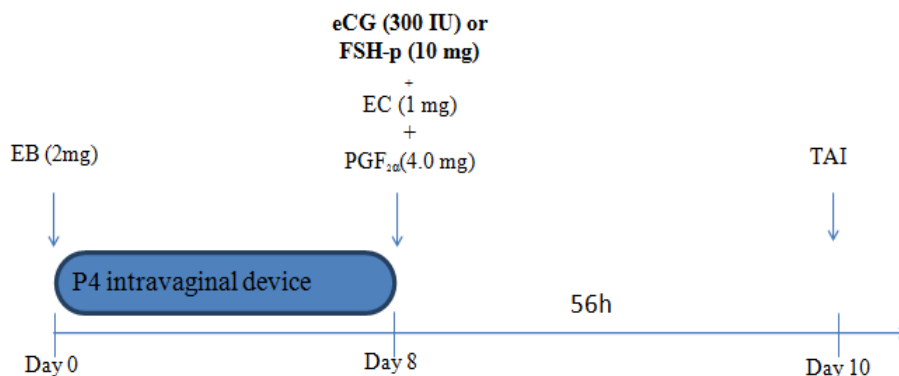 eCG (300 IU) or
FSH-p (10 mg)
+
EC (1 mg)
+
PGF₂α(4.0 mg)
EB (2mg)
TAI
P4 intravaginal device
56h
Day 0
Day 8
Day 10